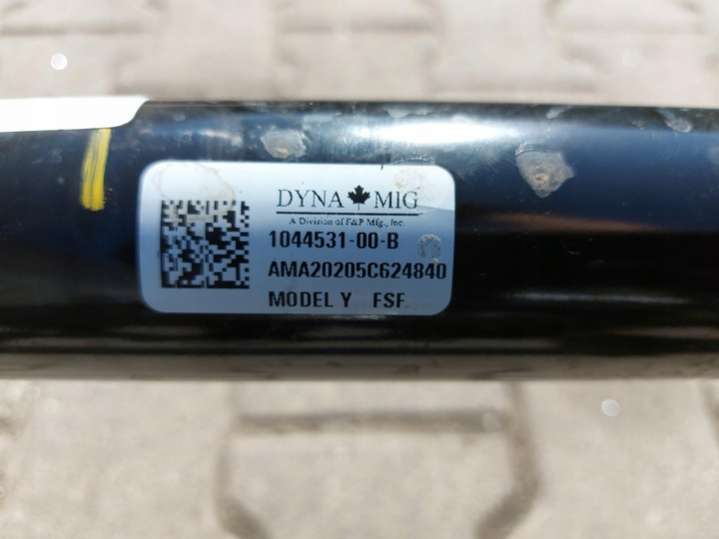 DYNA MIG
A Division of F&P Mfg., Inc.
1044531-00-B
AMA20205C624840
MODEL Y FSF